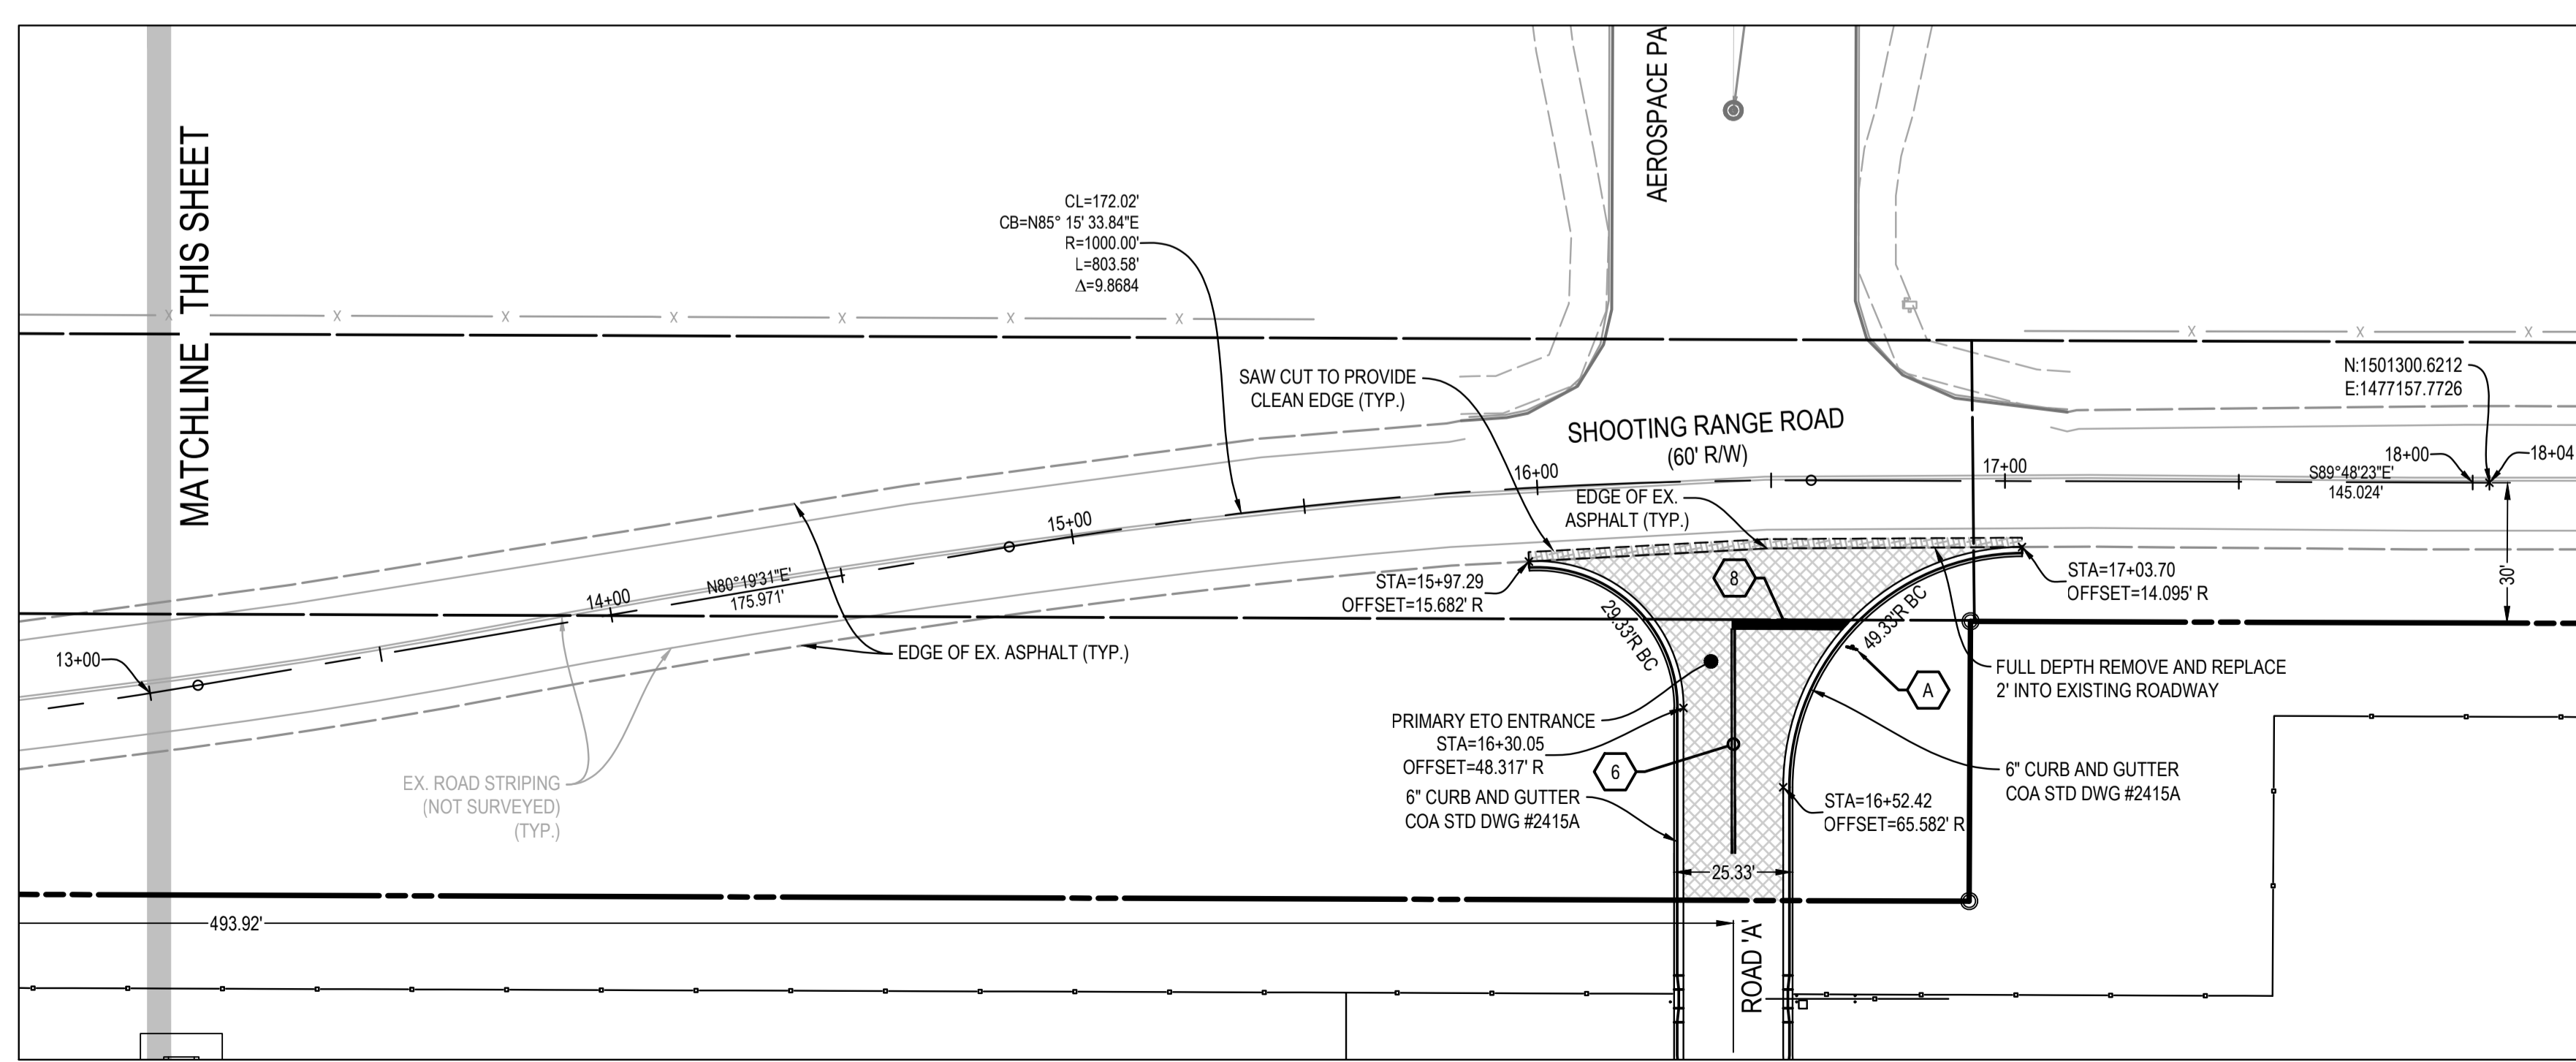 MATCHLINE THIS SHEET
AEROSPACE PA
CL=172.02'
CB=N85° 15' 33.84"E
R=1000.00'
L=803.58'
Δ=9.8684
SAW CUT TO PROVIDE
CLEAN EDGE (TYP.)
SHOOTING RANGE ROAD
(60' R/W)
N:1501300.6212
E:1477157.7726
13+00
14+00
N80°19'31"E'
175.971'
15+00
16+00
17+00
S89°48'23"E'
145.024'
18+00
18+04
30'
EDGE OF EX.
ASPHALT (TYP.)
STA=15+97.29
OFFSET=15.682' R
8
STA=17+03.70
OFFSET=14.095' R
29.33'R BC
49.33'R BC
EDGE OF EX. ASPHALT (TYP.)
A
FULL DEPTH REMOVE AND REPLACE
2' INTO EXISTING ROADWAY
PRIMARY ETO ENTRANCE
STA=16+30.05
OFFSET=48.317' R
6
6" CURB AND GUTTER
COA STD DWG #2415A
6" CURB AND GUTTER
COA STD DWG #2415A
STA=16+52.42
OFFSET=65.582' R
EX. ROAD STRIPING
(NOT SURVEYED)
(TYP.)
25.33'
493.92'
ROAD 'A'
X X X X X X X
X X X